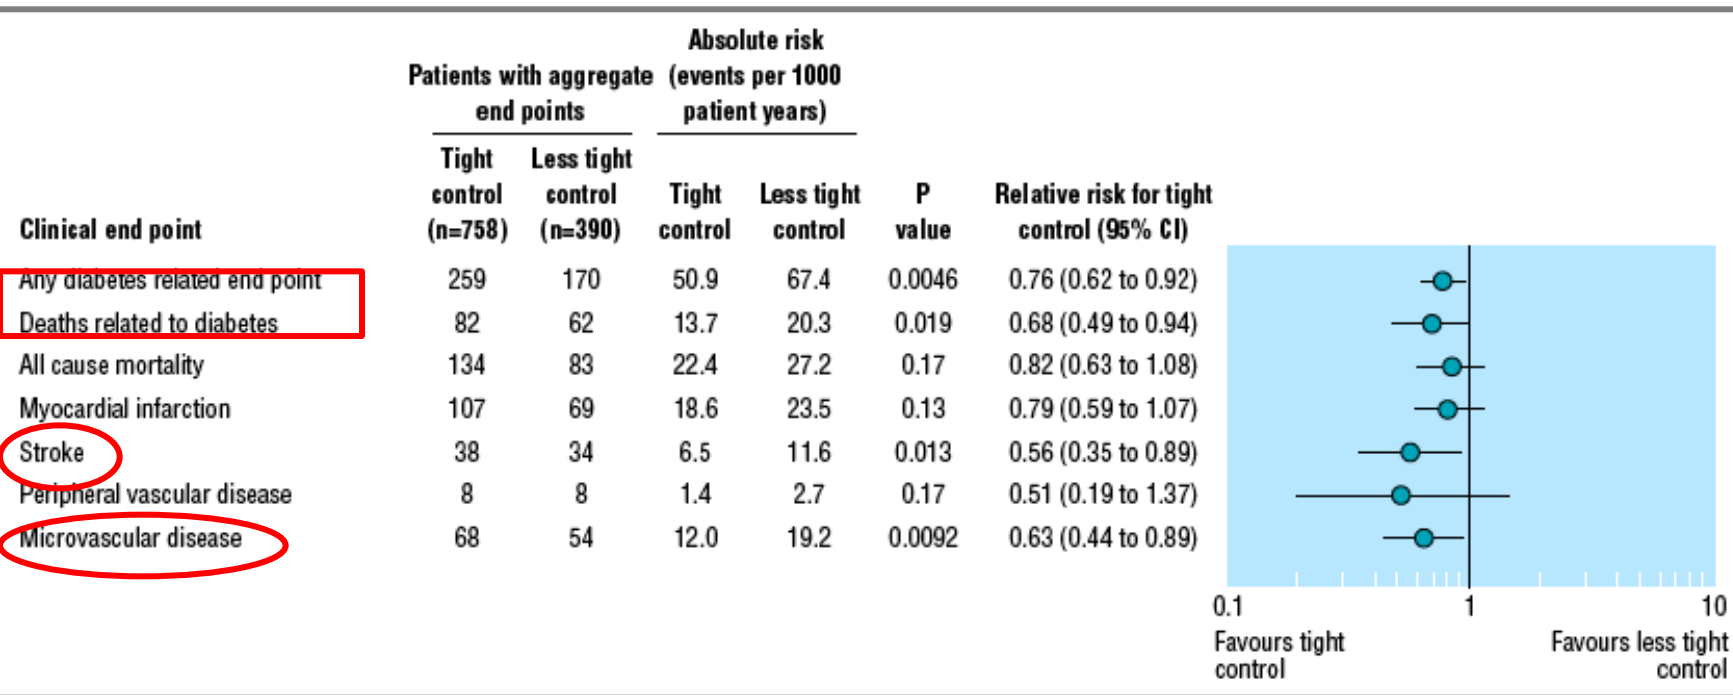 Absolute risk
Patients with aggregate (events per 1000
end points patient years)
Tight Less tight
control control Tight Less tight P Relative risk for tight
Clinical end point (n=758) (n=390) control control value control (95% CI)
Any diabetes related end point 259 170 50.9 67.4 0.0046 0.76 (0.62 to 0.92)
Deaths related to diabetes 82 62 13.7 20.3 0.019 0.68 (0.49 to 0.94)
All cause mortality 134 83 22.4 27.2 0.17 0.82 (0.63 to 1.08)
Myocardial infarction 107 69 18.6 23.5 0.13 0.79 (0.59 to 1.07)
Stroke 38 34 6.5 11.6 0.013 0.56 (0.35 to 0.89)
Peripheral vascular disease 8 8 1.4 2.7 0.17 0.51 (0.19 to 1.37)
Microvascular disease 68 54 12.0 19.2 0.0092 0.63 (0.44 to 0.89)
0.1 1 10
Favours tight Favours less tight
control control